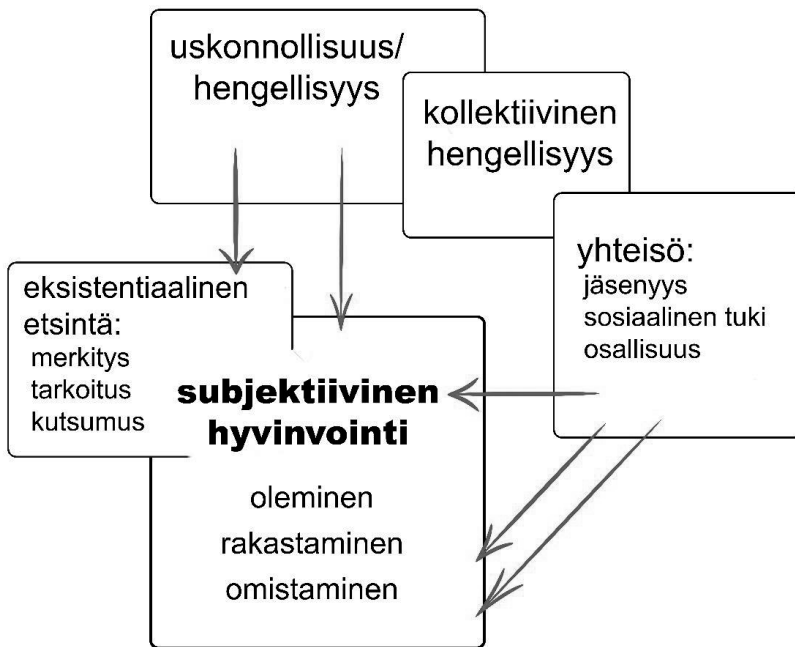 uskonnollisuus/
hengellisyys
kollektiivinen
hengellisyys
yhteisö:
jäsenyys
sosiaalinen tuki
osallisuus
eksistentiaalinen
etsintä:
merkitys
tarkoitus
kutsumus
subjektiivinen
hyvinvointi
oleminen
rakastaminen
omistaminen